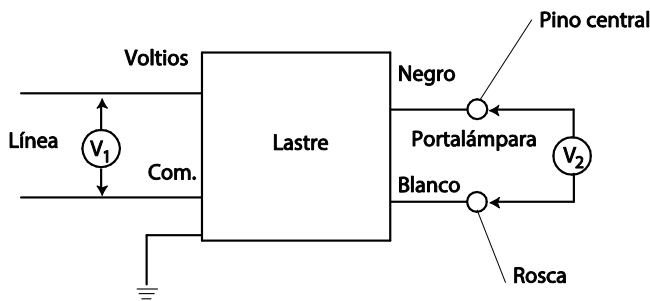 Pino central
Voltios
Negro
Línea
V1
Lastre
Portalámpara
V2
Com.
Blanco
Rosca